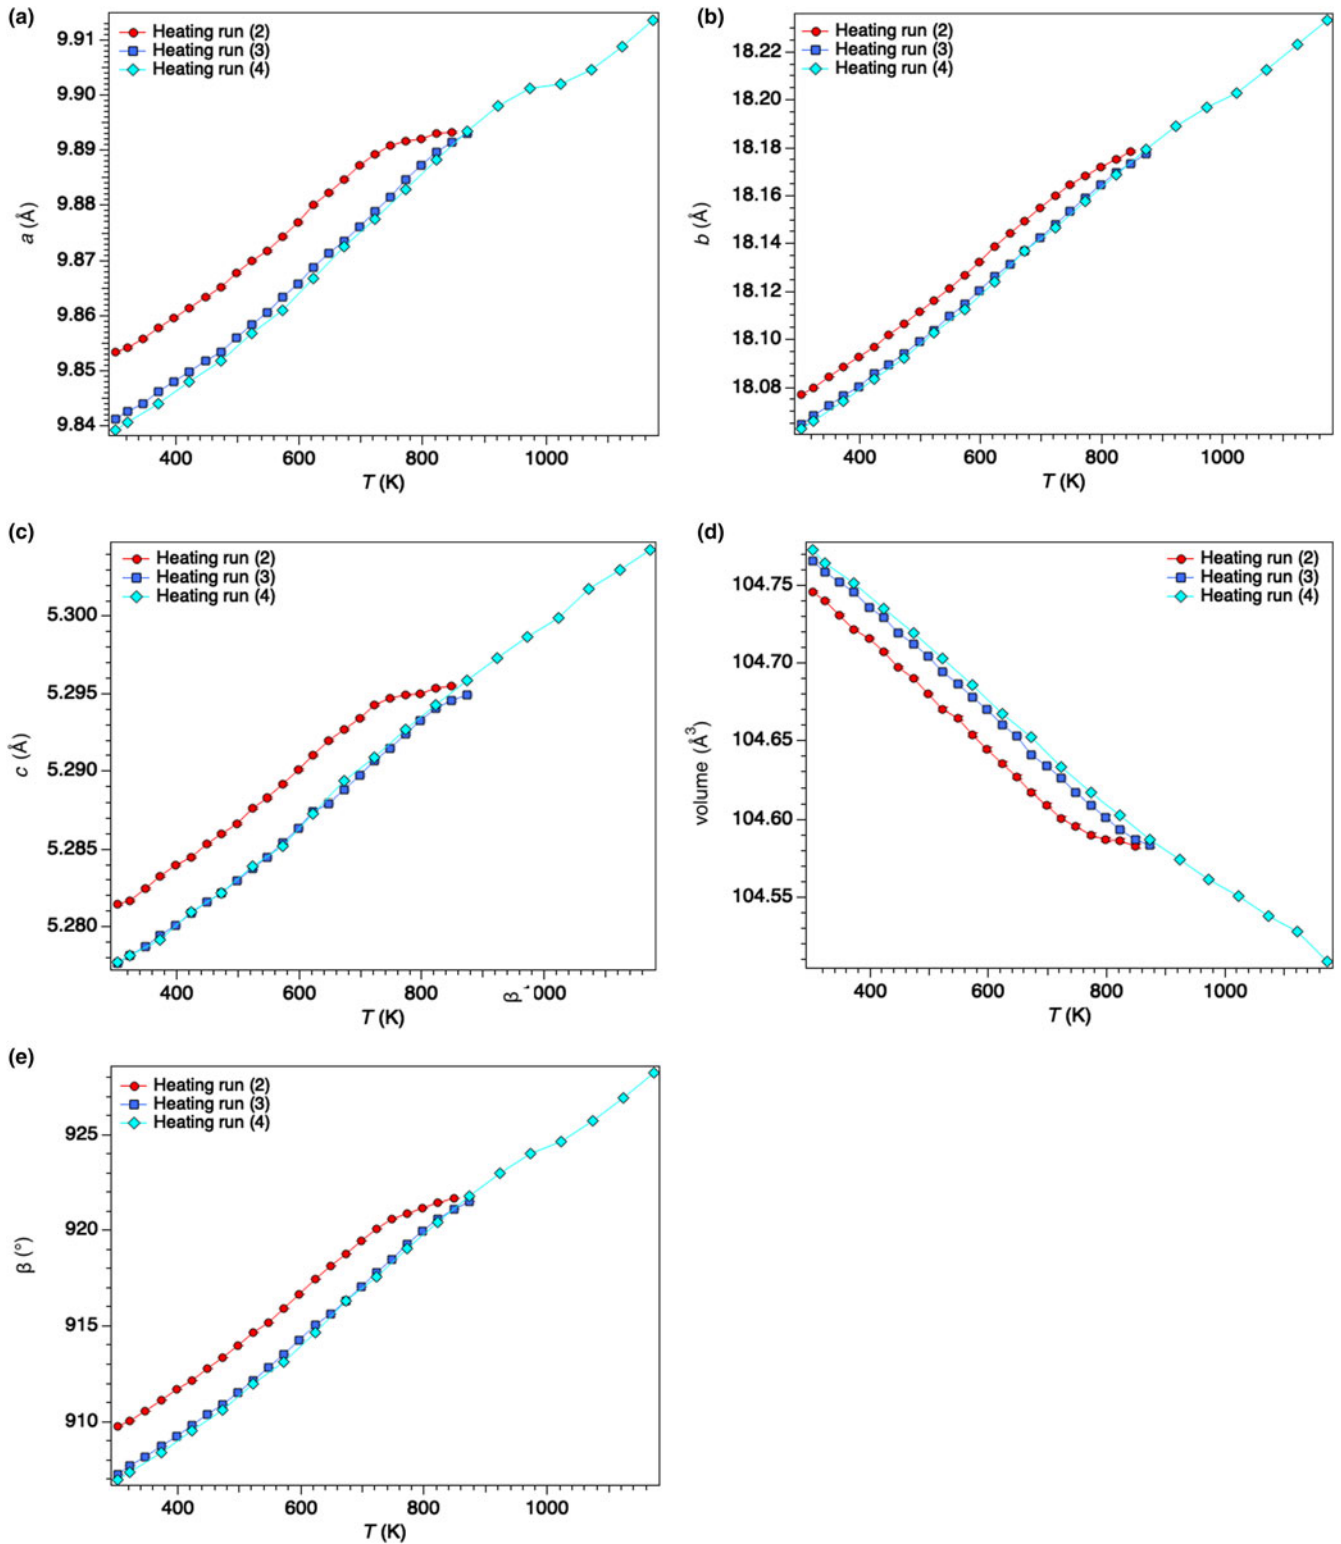 (a)
Heating run (2)
Heating run (3)
Heating run (4)
9.91
9.90
9.89
9.88
9.87
9.86
9.85
9.84
a (Å)
400 600 800 1000
T (K)
(b)
Heating run (2)
Heating run (3)
Heating run (4)
18.22
18.20
18.18
18.16
18.14
18.12
18.10
18.08
b (Å)
400 600 800 1000
T (K)
(c)
Heating run (2)
Heating run (3)
Heating run (4)
5.300
5.295
5.290
5.285
5.280
c (Å)
400 600 800 β 000
T (K)
(d)
Heating run (2)
Heating run (3)
Heating run (4)
104.75
104.70
104.65
104.60
104.55
volume (Å³)
400 600 800 1000
T (K)
(e)
Heating run (2)
Heating run (3)
Heating run (4)
925
920
915
910
β (°)
400 600 800 1000
T (K)